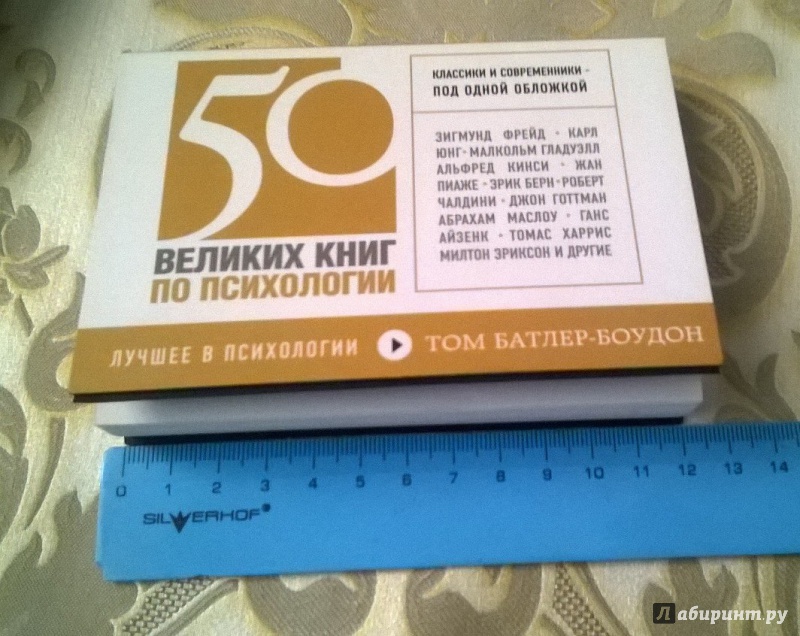 50
ВЕЛИКИХ КНИГ
ПО ПСИХОЛОГИИ
КЛАССИКИ И СОВРЕМЕННИКИ -
ПОД ОДНОЙ ОБЛОЖКОЙ
ЗИГМУНД ФРЕЙД · КАРЛ
ЮНГ · МАЛКОЛЬМ ГЛАДУЭЛЛ
АЛЬФРЕД КИНСИ · ЖАН
ПИАЖЕ · ЭРИК БЕРН · РОБЕРТ
ЧАЛДИНИ · ДЖОН ГОТТМАН
АБРАХАМ МАСЛОУ · ГАНС
АЙЗЕНК · ТОМАС ХАРРИС
МИЛТОН ЭРИКСОН И ДРУГИЕ
ЛУЧШЕЕ В ПСИХОЛОГИИ ТОМ БАТЛЕР-БОУДОН
0 1 2 3 4 5 6 7 8 9 10 11 12 13 14
SILWERHOF®
Лабиринт.ру